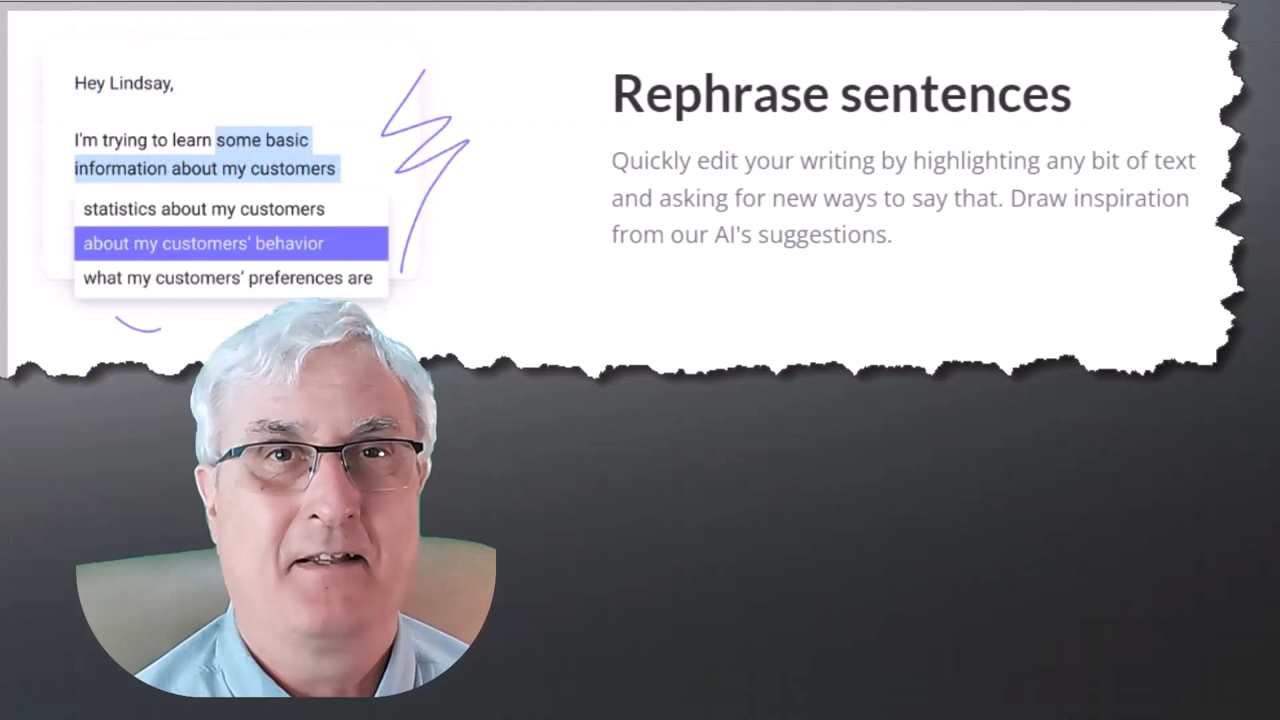 Hey Lindsay,
I'm trying to learn some basic
information about my customers
statistics about my customers
about my customers' behavior
what my customers' preferences are
Rephrase sentences
Quickly edit your writing by highlighting any bit of text
and asking for new ways to say that. Draw inspiration
from our AI's suggestions.